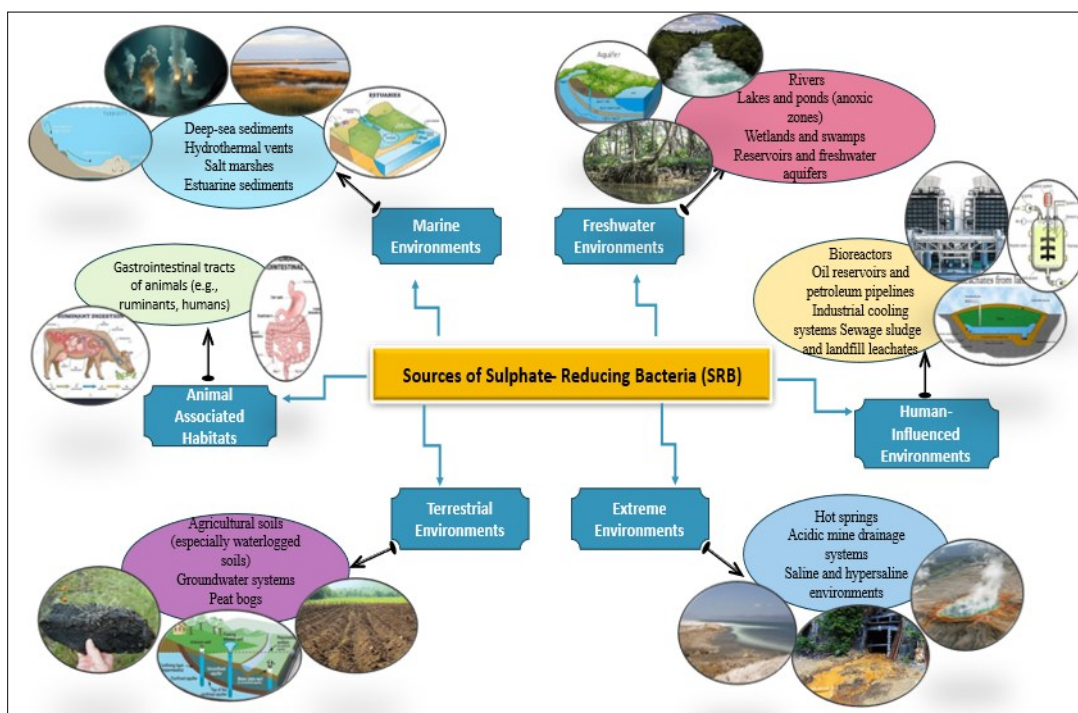 Deep-sea sediments
Hydrothermal vents
Salt marshes
Estuarine sediments
ESTUARIES
Marine
Environments
Aquifer
Rivers
Lakes and ponds (anoxic
zones)
Wetlands and swamps
Reservoirs and freshwater
aquifers
Freshwater
Environments
Gastrointestinal tracts
of animals (e.g.,
ruminants, humans)
RUMINANT DIGESTION
Animal
Associated
Habitats
Sources of Sulphate- Reducing Bacteria (SRB)
Bioreactors
Oil reservoirs and
petroleum pipelines
Industrial cooling
systems Sewage sludge
and landfill leachates
Human-
Influenced
Environments
Terrestrial
Environments
Agricultural soils
(especially waterlogged
soils)
Groundwater systems
Peat bogs
Extreme
Environments
Hot springs
Acidic mine drainage
systems
Saline and hypersaline
environments